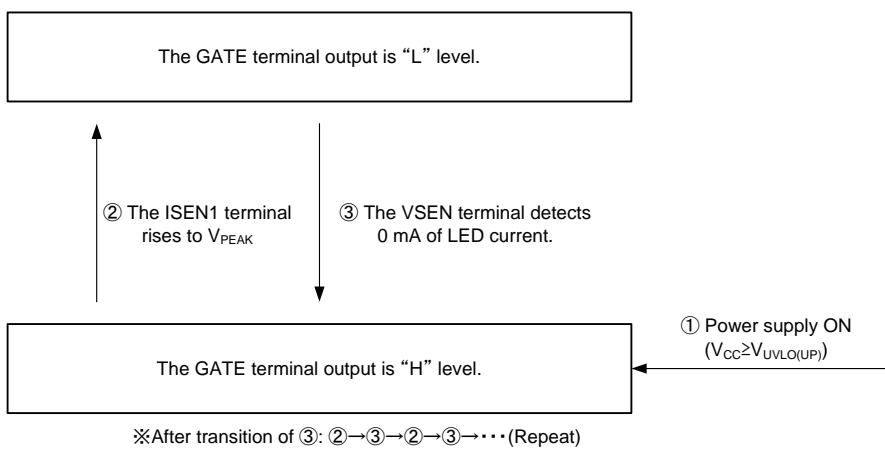 The GATE terminal output is “L” level.
② The ISEN1 terminal
rises to VPEAK
③ The VSEN terminal detects
0 mA of LED current.
① Power supply ON
(VCC≥VUVLO(UP))
The GATE terminal output is “H” level.
※After transition of ③: ②→③→②→③→･･･(Repeat)